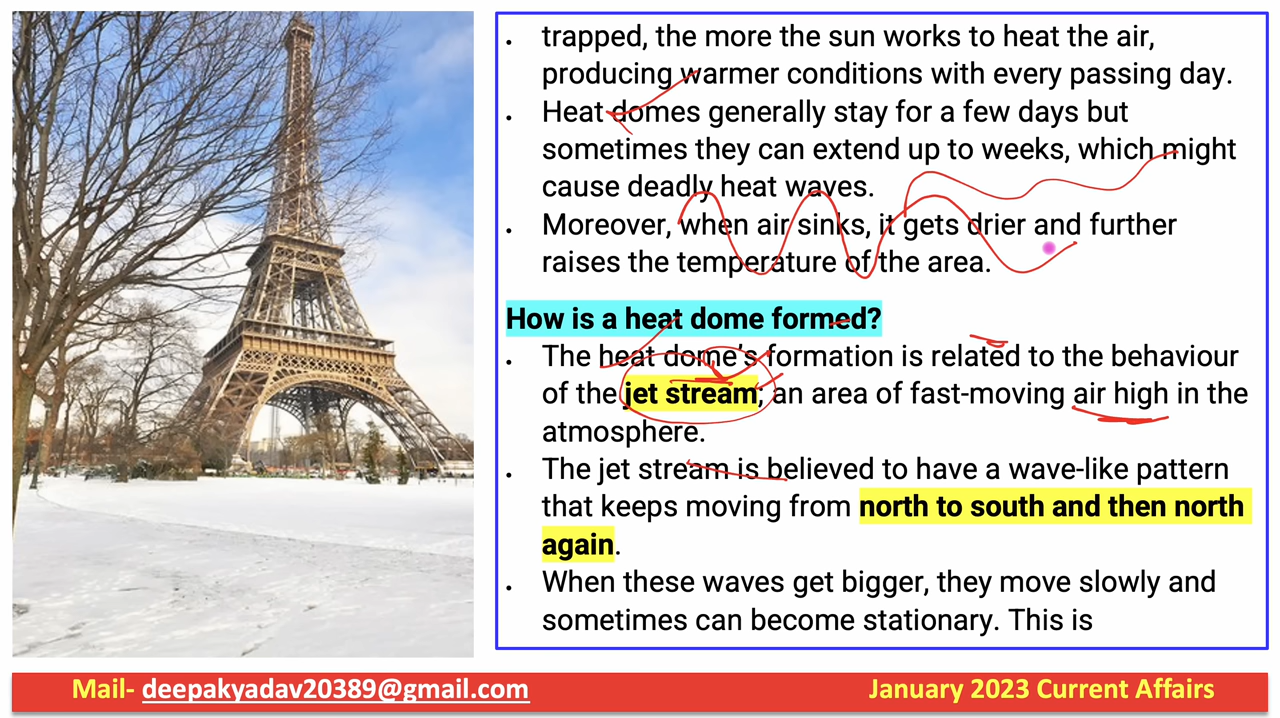 trapped, the more the sun works to heat the air,
producing warmer conditions with every passing day.
Heat domes generally stay for a few days but
sometimes they can extend up to weeks, which might
cause deadly heat waves.
Moreover, when air sinks, it gets drier and further
raises the temperature of the area.
How is a heat dome formed?
The heat dome's formation is related to the behaviour
of the jet stream; an area of fast-moving air high in the
atmosphere.
The jet stream is believed to have a wave-like pattern
that keeps moving from north to south and then north
again.
When these waves get bigger, they move slowly and
sometimes can become stationary. This is
Mail- deepakyadav20389@gmail.com
January 2023 Current Affairs